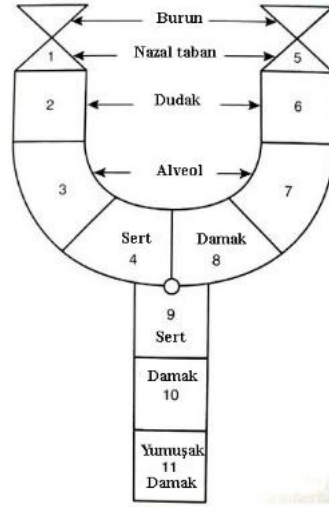 Burun
1 Nazal taban 5
2 Dudak 6
Alveol
3 7
Sert Damak
4 8
9
Sert
Damak
10
Yumuşak
11
Damak